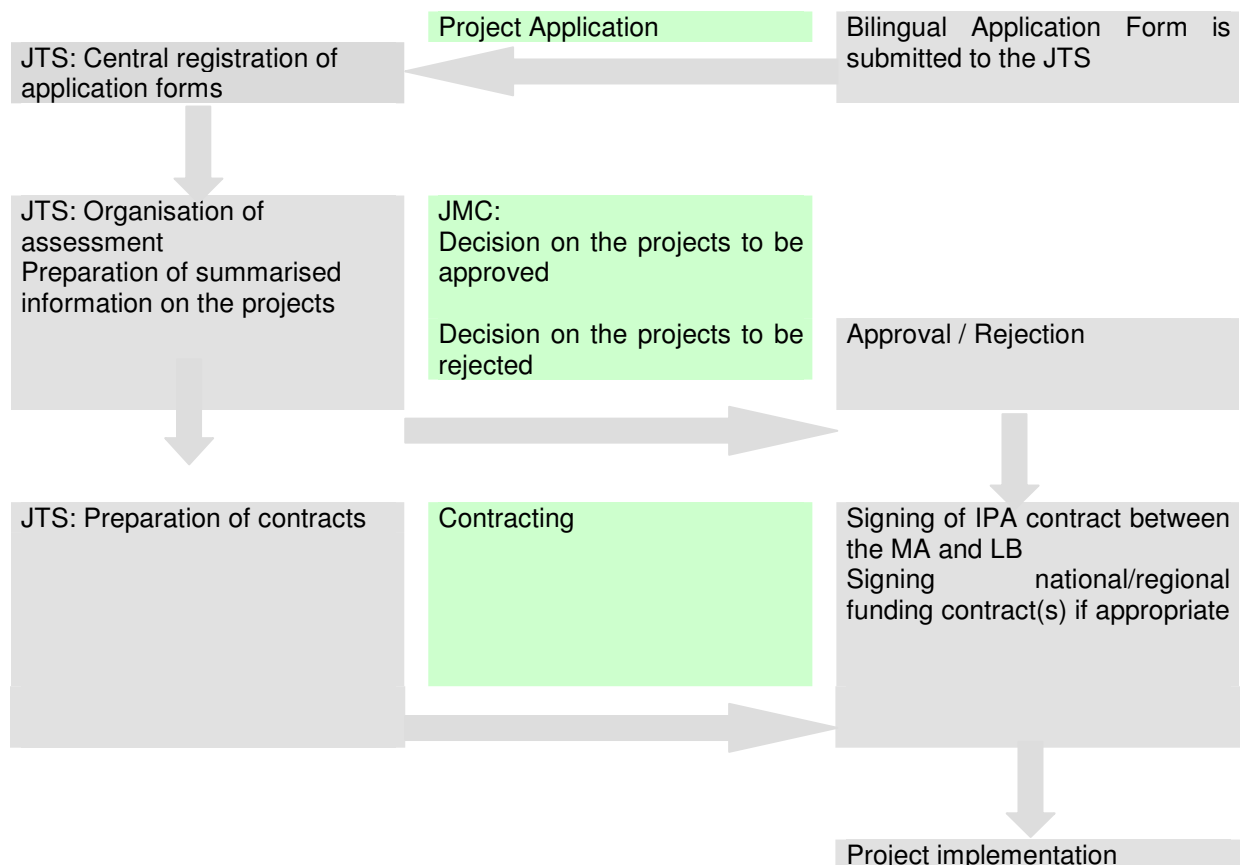 Project Application
Bilingual Application Form is
submitted to the JTS
JTS: Central registration of
application forms
JTS: Organisation of
assessment
Preparation of summarised
information on the projects
JMC:
Decision on the projects to be
approved
Decision on the projects to be
rejected
Approval / Rejection
JTS: Preparation of contracts
Contracting
Signing of IPA contract between
the MA and LB
Signing national/regional
funding contract(s) if appropriate
Project implementation